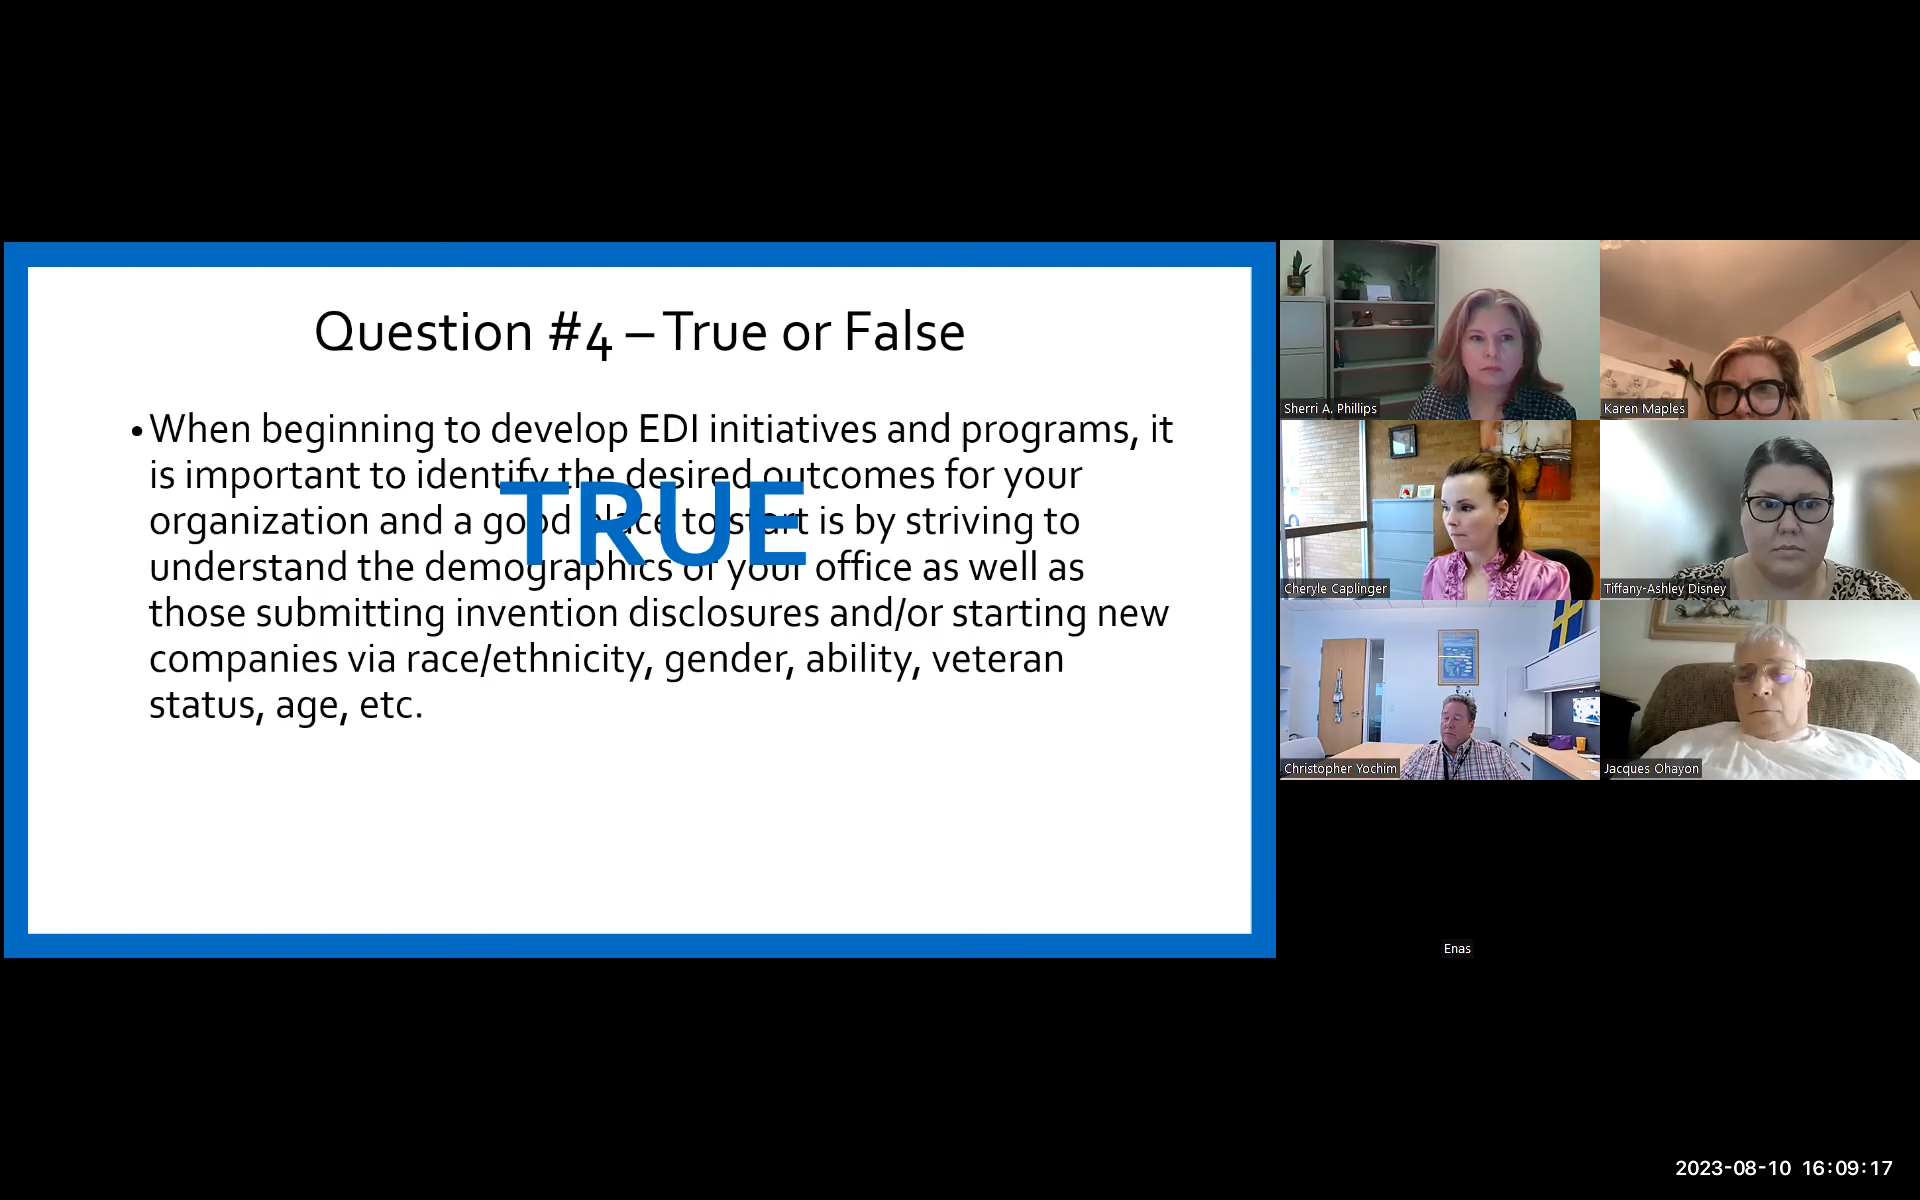 Question #4 – True or False
•When beginning to develop EDI initiatives and programs, it
is important to identify the desired outcomes for your
organization and a good place to start is by striving to
understand the demographics of your office as well as
those submitting invention disclosures and/or starting new
companies via race/ethnicity, gender, ability, veteran
status, age, etc.
TRUE
Sherri A. Phillips
Karen Maples
Cheryle Caplinger
Tiffany-Ashley Disney
Christopher Yochim
Jacques Ohayon
Enas
2023-08-10 16:09:17